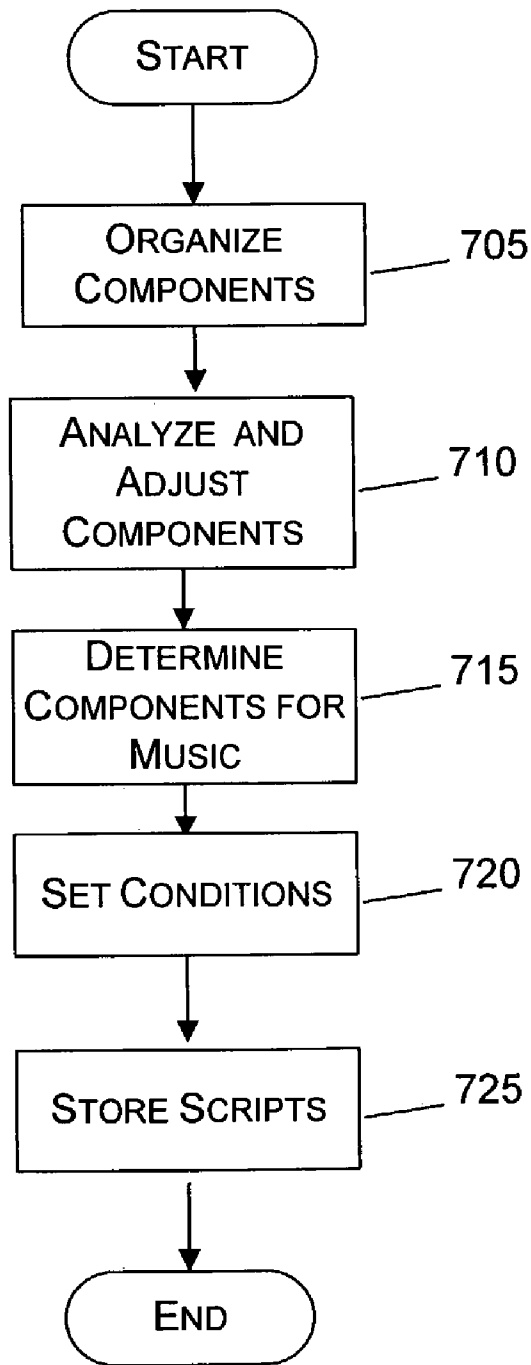 START
ORGANIZE
COMPONENTS
705
ANALYZE AND
ADJUST
COMPONENTS
710
DETERMINE
COMPONENTS FOR
MUSIC
715
SET CONDITIONS
720
STORE SCRIPTS
725
END